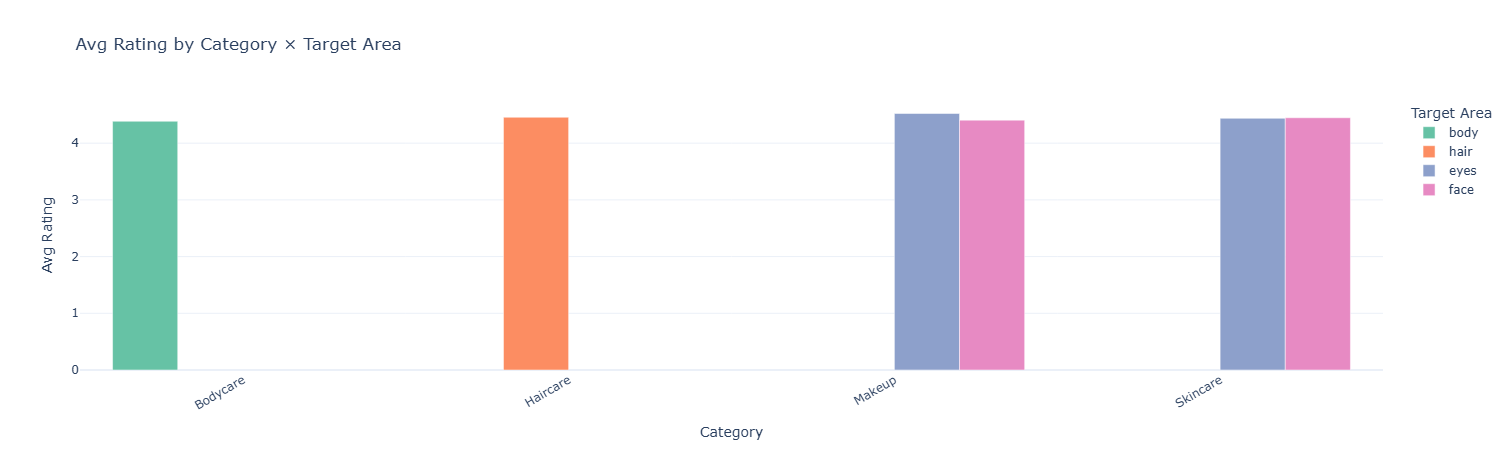 Avg Rating by Category × Target Area
Avg Rating
4
3
2
1
0
Bodycare
Haircare
Makeup
Skincare
Category
Target Area
body
hair
eyes
face